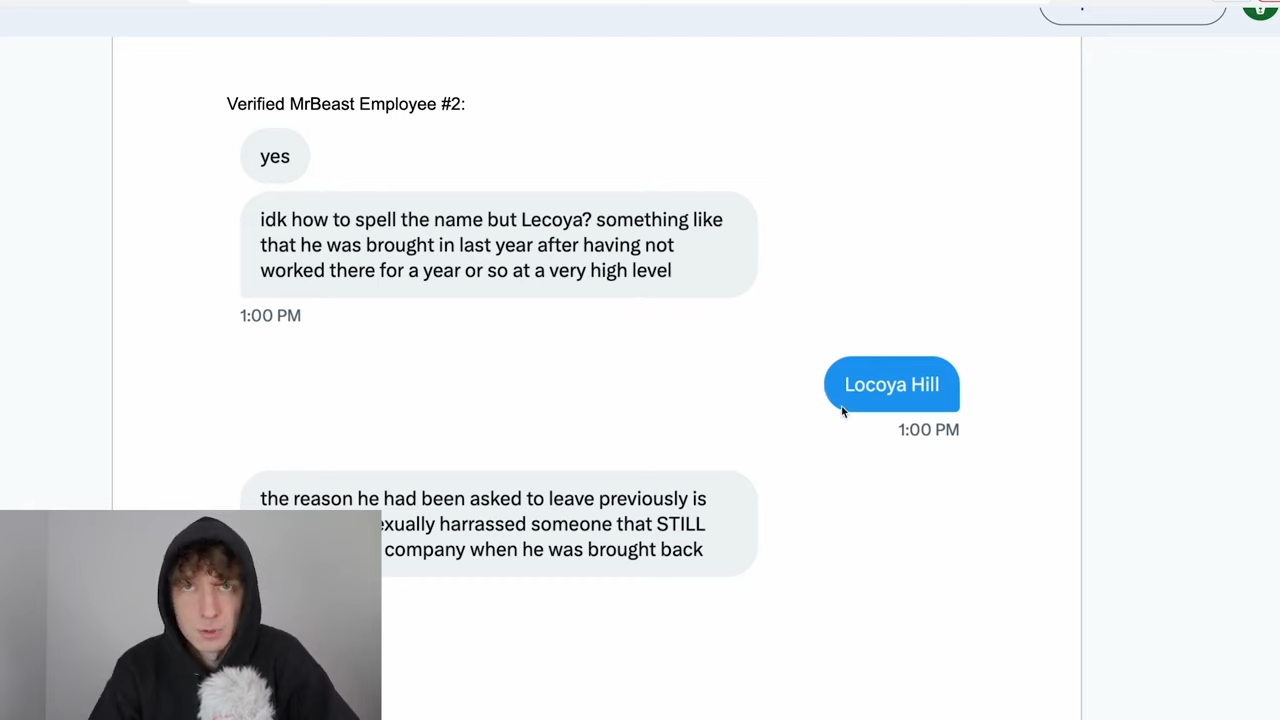 Verified MrBeast Employee #2:
yes
idk how to spell the name but Lecoya? something like
that he was brought in last year after having not
worked there for a year or so at a very high level
1:00 PM
Locoya Hill
1:00 PM
the reason he had been asked to leave previously is
exually harrassed someone that STILL
company when he was brought back